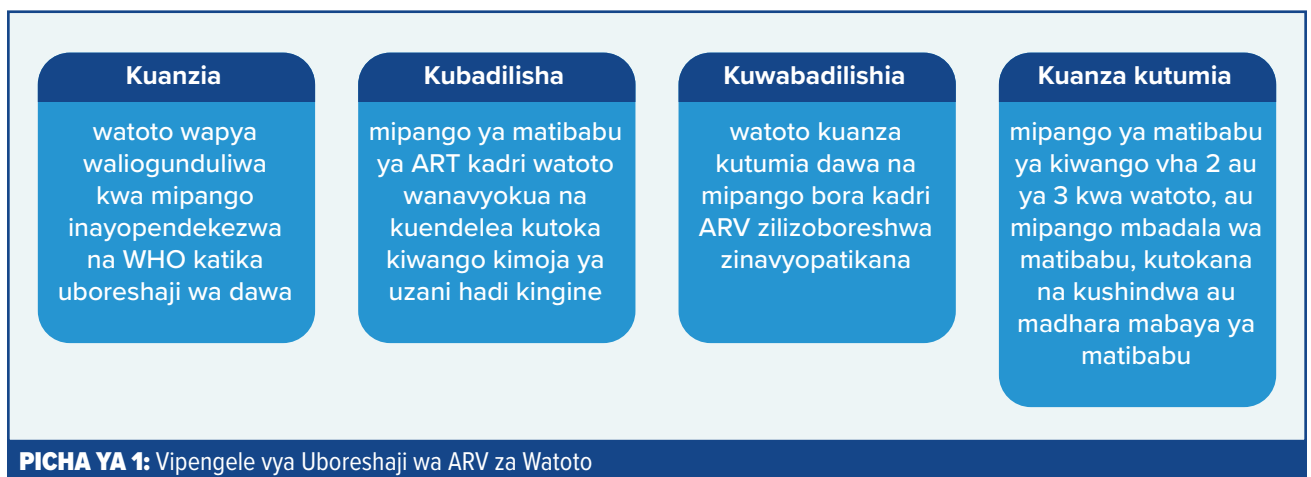 Kuanzia
watoto wapya
waliogunduliwa
kwa mipango
inayopendekezwa
na WHO katika
uboreshaji wa dawa
Kubadilisha
mipango ya matibabu
ya ART kadri watoto
wanavyokua na
kuendelea kutoka
kiwango kimoja ya
uzani hadi kingine
Kuwabadilishia
watoto kuanza
kutumia dawa na
mipango bora kadri
ARV zilizoboreshwa
zinavyopatikana
Kuanza kutumia
mipango ya matibabu
ya kiwango vha 2 au
ya 3 kwa watoto, au
mipango mbadala wa
matibabu, kutokana
na kushindwa au
madhara mabaya ya
matibabu
PICHA YA 1: Vipengele vya Uboreshaji wa ARV za Watoto